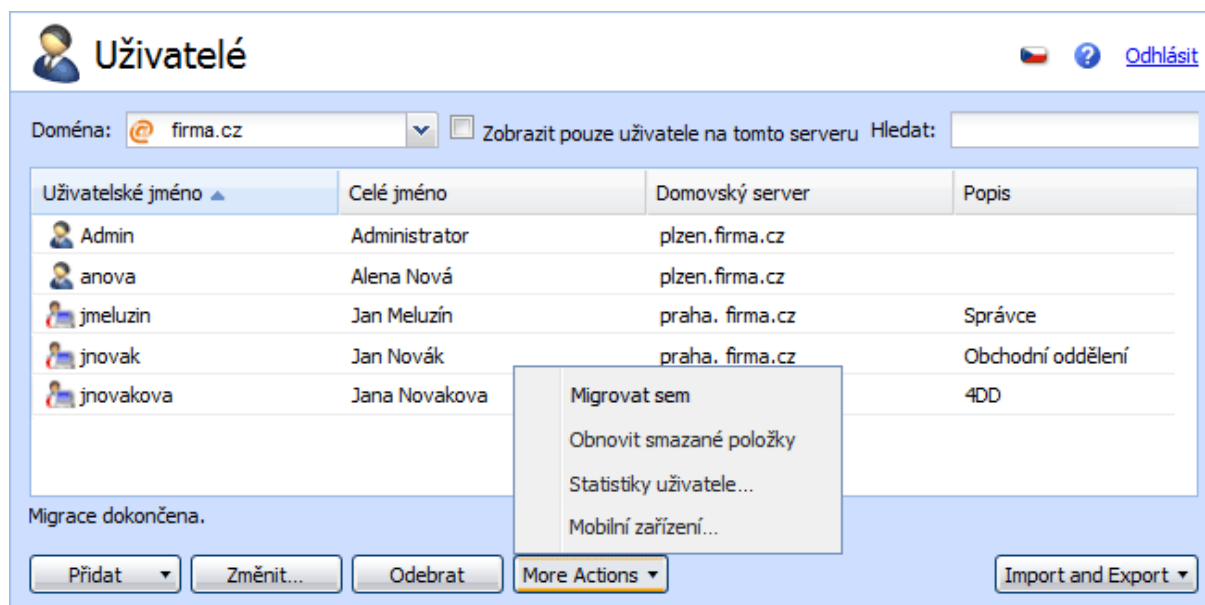 Uživatelé
Odhlásit
Doména: firma.cz Zobrazit pouze uživatele na tomto serveru Hledat:
Uživatelské jméno Celé jméno Domovský server Popis
Admin Administrator plzen.firma.cz
anova Alena Nová plzen.firma.cz
jmeluzin Jan Meluzín praha. firma.cz Správce
jnovak Jan Novák praha. firma.cz Obchodní oddělení
jnovakova Jana Novakova 4DD
Migrovat sem
Obnovit smazané položky
Statistiky uživatele...
Mobilní zařízení...
Migrace dokončena.
Přidat Změnit... Odebrat More Actions Import and Export